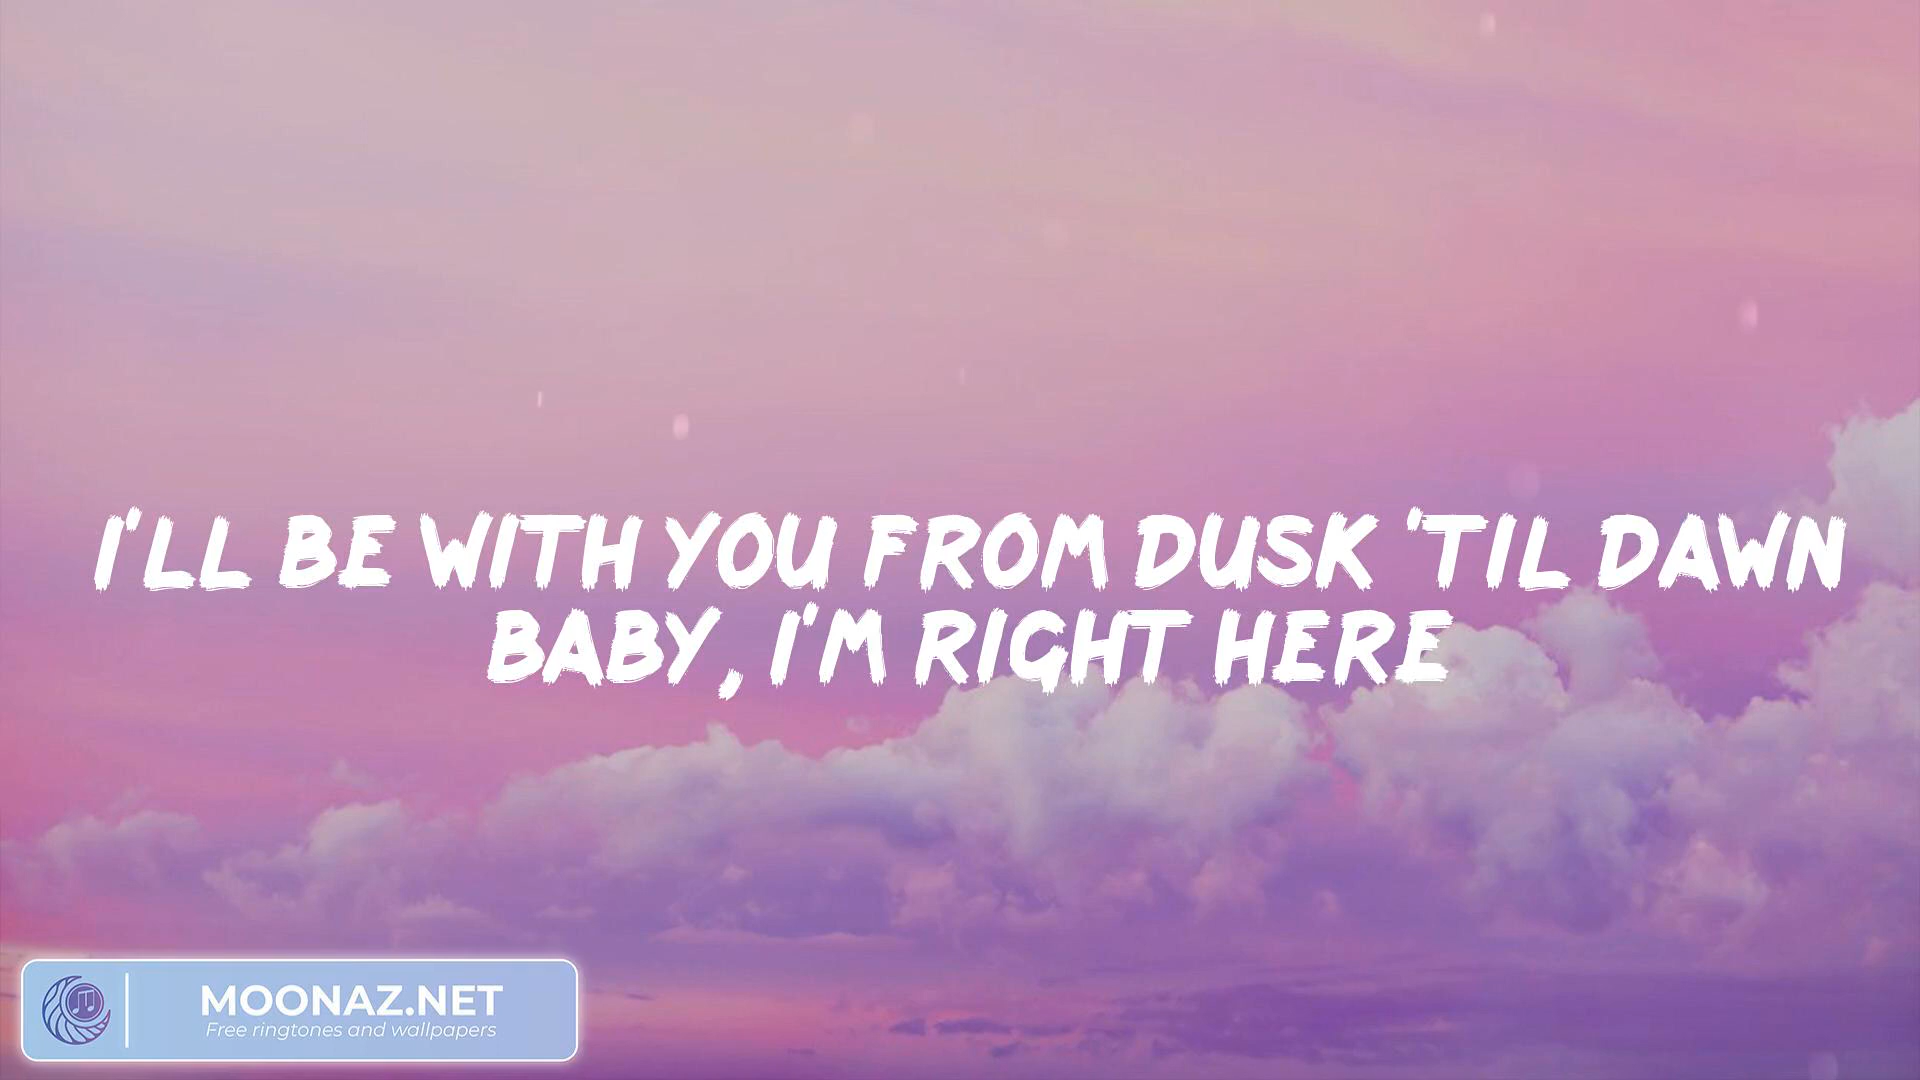 I'LL BE WITH YOU FROM DUSK 'TIL DAWN
BABY, I'M RIGHT HERE
MOONAZ.NET
Free ringtones and wallpapers